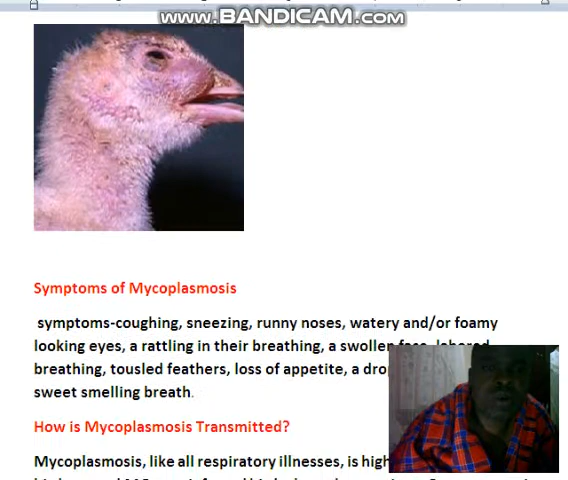 WWW.BANDICAM.COM
Symptoms of Mycoplasmosis
symptoms-coughing, sneezing, runny noses, watery and/or foamy
looking eyes, a rattling in their breathing, a swollen face, labored
breathing, tousled feathers, loss of appetite, a drop
sweet smelling breath.
How is Mycoplasmosis Transmitted?
Mycoplasmosis, like all respiratory illnesses, is high